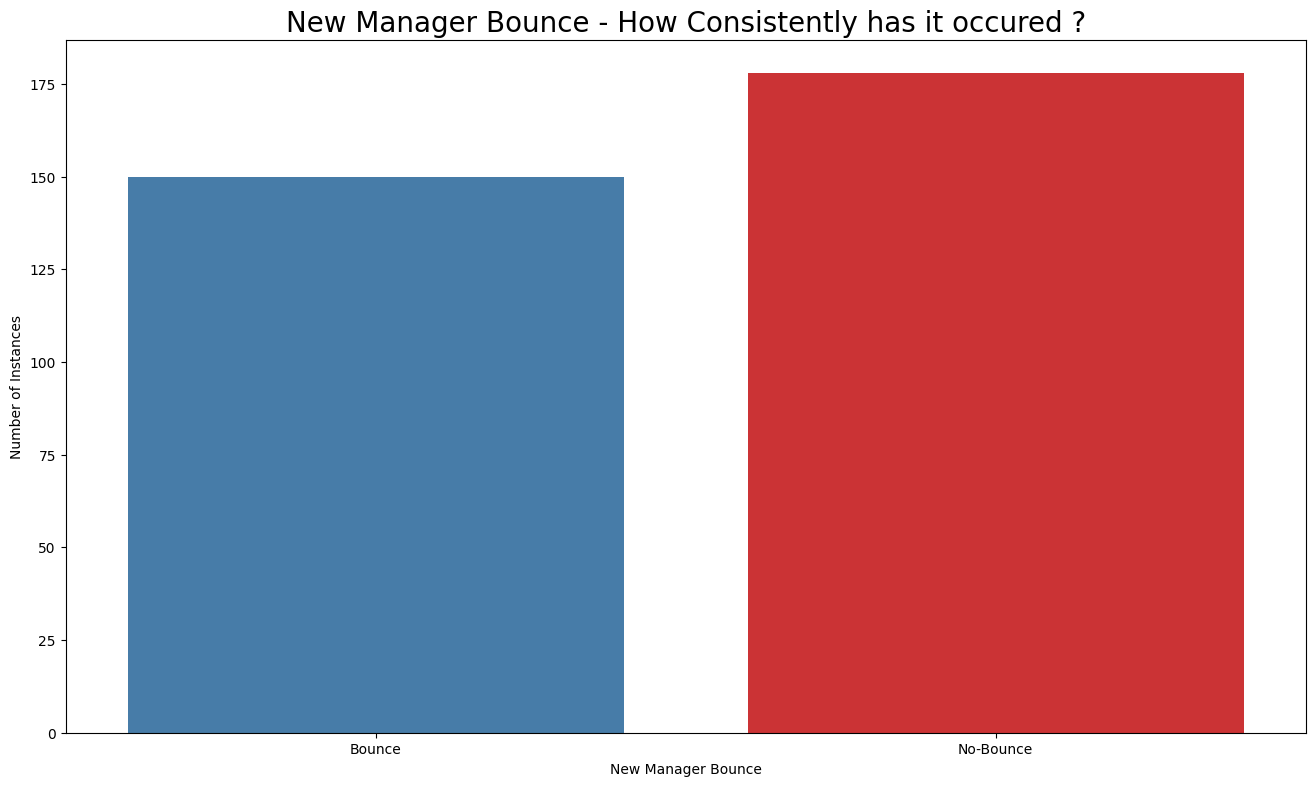 New Manager Bounce - How Consistently has it occured ?
175
150
125
100
75
50
25
0
Number of Instances
Bounce
No-Bounce
New Manager Bounce